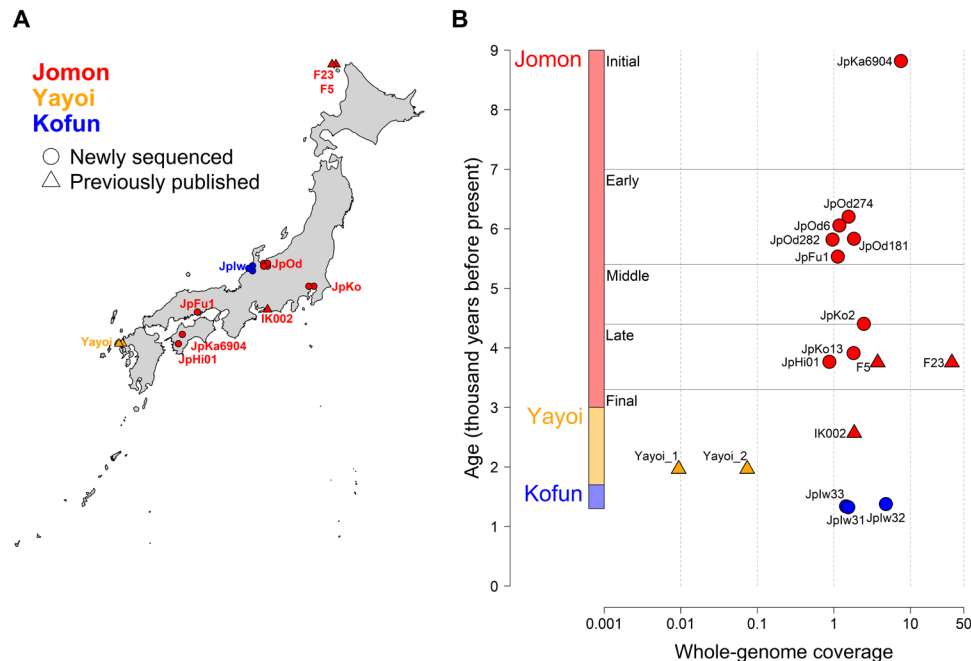 A
Jomon
Yayoi
Kofun
Newly sequenced
Previously published
F23
F5
JpIw
JpOd
JpKo
JpFu1
IK002
Yayoi
JpKa6904
JpHi01
B
Age (thousand years before present)
9
7
6
5
4
3
2
1
0
Jomon
Yayoi
Kofun
Initial
Early
Middle
Late
Final
JpKa6904
JpOd274
JpOd6
JpOd282
JpOd181
JpFu1
JpKo2
JpKo13
JpHi01
F5
F23
IK002
Yayoi_1
Yayoi_2
JpIw33
JpIw31
JpIw32
0.001
0.01
0.1
1
10
50
Whole-genome coverage